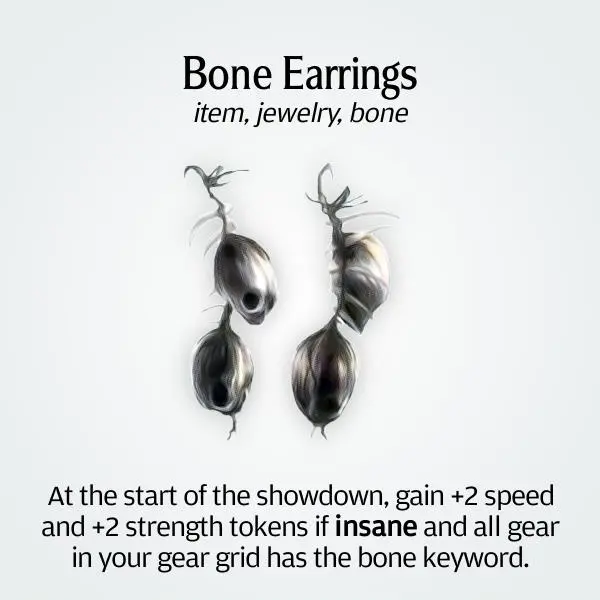 Bone Earrings
item, jewelry, bone
At the start of the showdown, gain +2 speed
and +2 strength tokens if insane and all gear
in your gear grid has the bone keyword.